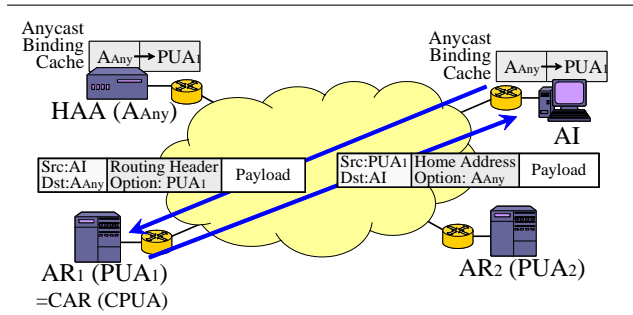 Anycast
Binding
Cache
AAny→PUA1
HAA (AAny)
Anycast
Binding
Cache
AAny→PUA1
AI
Src:AI
Dst:AAny
Routing Header
Option: PUA1
Payload
Src:PUA1
Dst:AI
Home Address
Option: AAny
Payload
AR1 (PUA1)
=CAR (CPUA)
AR2 (PUA2)